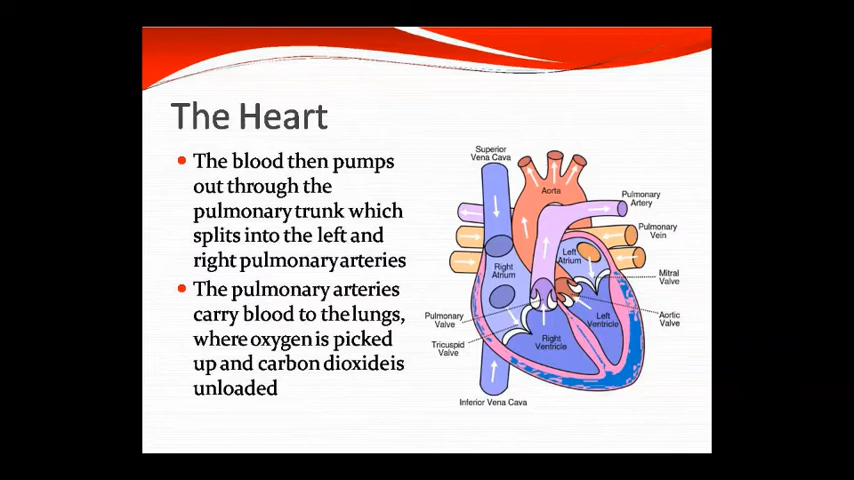 The Heart
• The blood then pumps
out through the
pulmonary trunk which
splits into the left and
right pulmonary arteries
• The pulmonary arteries
carry blood to the lungs,
where oxygen is picked
up and carbon dioxide is
unloaded
Superior
Vena Cava
Aorta
Pulmonary
Artery
Pulmonary
Vein
Left
Atrium
Right
Atrium
Mitral
Valve
Pulmonary
Valve
Aortic
Valve
Left
Ventricle
Tricuspid
Valve
Right
Ventricle
Inferior Vena Cava